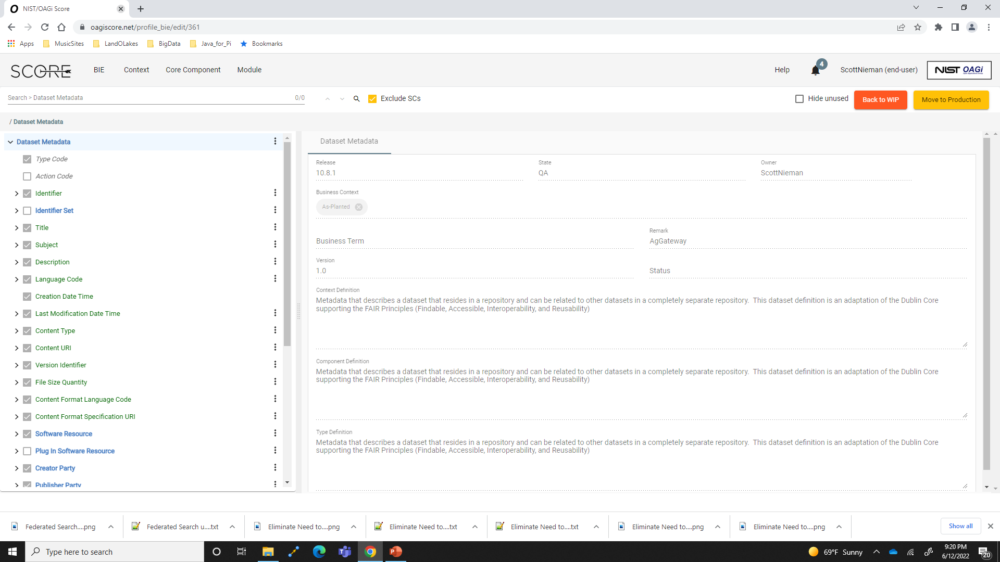 NIST/OAGi Score
oagiscore.net/profile_bie/edit/361
Apps MusicSites LandOLakes BigData Java_for_Pi Bookmarks
SCORE BIE Context Core Component Module Help 4 ScottNieman (end-user) NIST OAGi
Search > Dataset Metadata 0/0 Exclude SCs Hide unused Back to WIP Move to Production
/ Dataset Metadata
Dataset Metadata
Type Code
Action Code
Identifier
Identifier Set
Title
Subject
Description
Language Code
Creation Date Time
Last Modification Date Time
Content Type
Content URI
Version Identifier
File Size Quantity
Content Format Language Code
Content Format Specification URI
Software Resource
Plug In Software Resource
Creator Party
Publisher Party
Dataset Metadata
Release State Owner
10.8.1 QA ScottNieman
Business Context
As-Planted
Remark
Business Term AgGateway
Version
1.0 Status
Context Definition
Metadata that describes a dataset that resides in a repository and can be related to other datasets in a completely separate repository. This dataset definition is an adaptation of the Dublin Core
supporting the FAIR Principles (Findable, Accessible, Interoperability, and Reusability)
Component Definition
Metadata that describes a dataset that resides in a repository and can be related to other datasets in a completely separate repository. This dataset definition is an adaptation of the Dublin Core
supporting the FAIR Principles (Findable, Accessible, Interoperability, and Reusability)
Type Definition
Metadata that describes a dataset that resides in a repository and can be related to other datasets in a completely separate repository. This dataset definition is an adaptation of the Dublin Core
supporting the FAIR Principles (Findable, Accessible, Interoperability, and Reusability)
Federated Search....png Federated Search u....txt Eliminate Need to....png Eliminate Need to....txt Eliminate Need to....txt Eliminate Need to....png Eliminate Need to....png Show all
Type here to search 69°F Sunny 9:20 PM
6/12/2022 20